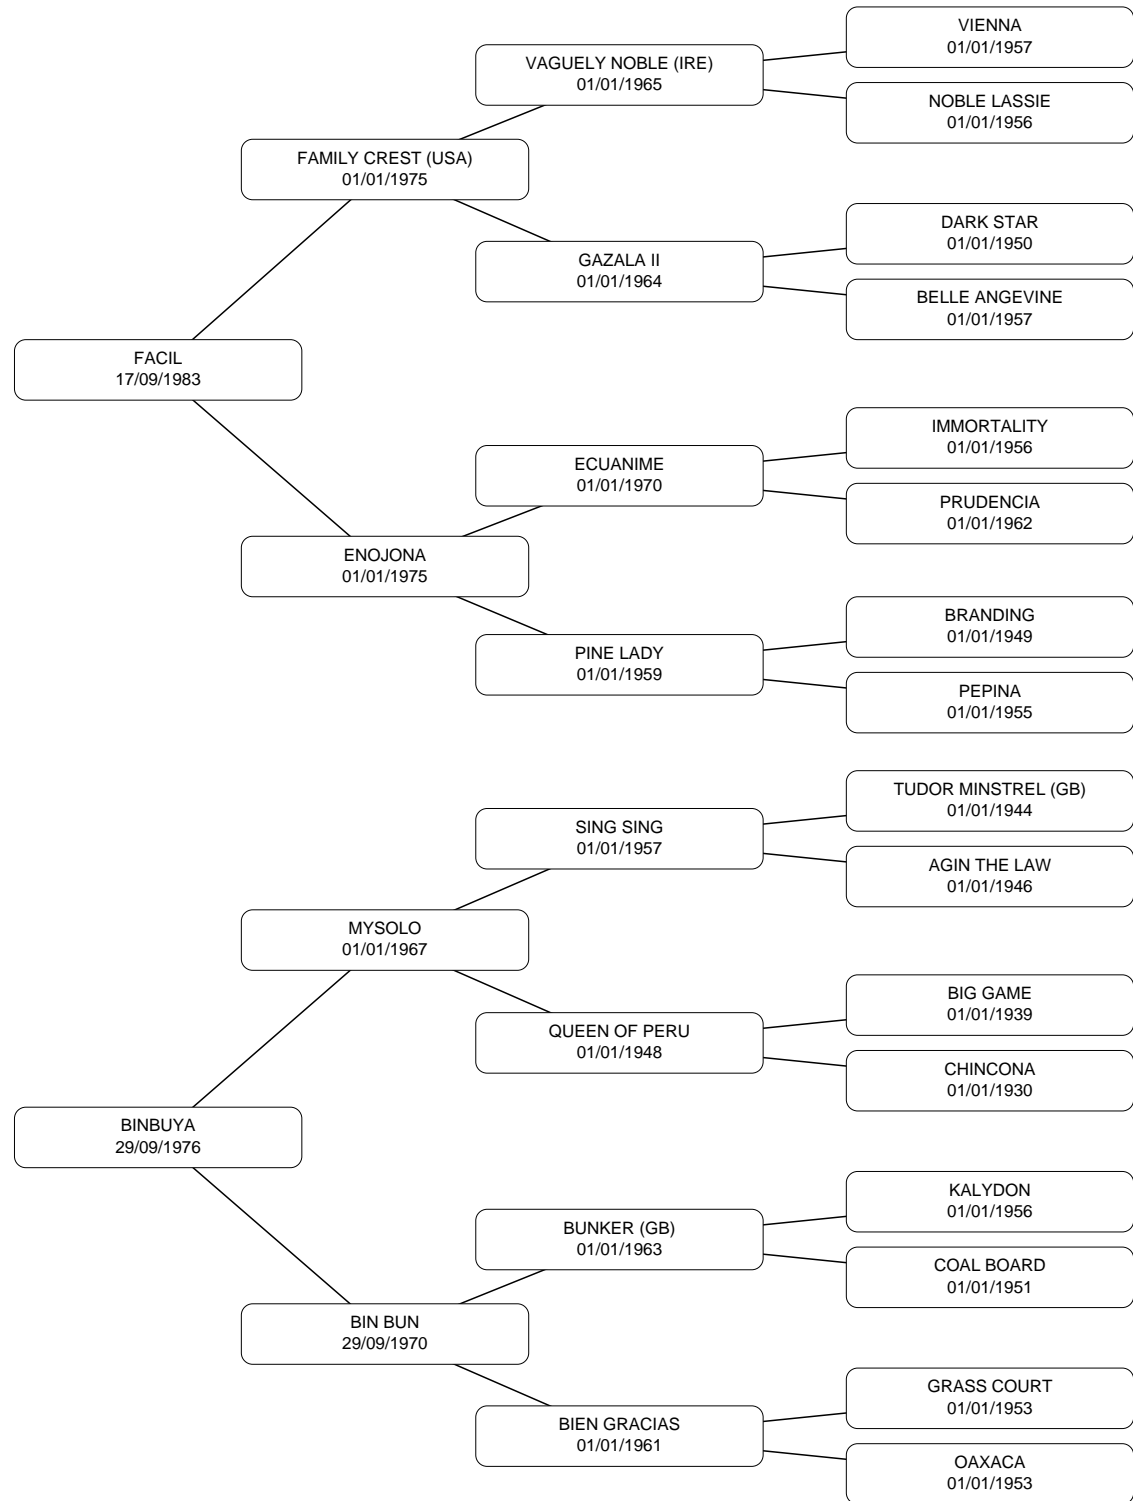 VIENNA
01/01/1957
VAGUELY NOBLE (IRE)
01/01/1965
NOBLE LASSIE
01/01/1956
FAMILY CREST (USA)
01/01/1975
DARK STAR
01/01/1950
GAZALA II
01/01/1964
BELLE ANGEVINE
01/01/1957
FACIL
17/09/1983
IMMORTALITY
01/01/1956
ECUANIME
01/01/1970
PRUDENCIA
01/01/1962
ENOJONA
01/01/1975
BRANDING
01/01/1949
PINE LADY
01/01/1959
PEPINA
01/01/1955
TUDOR MINSTREL (GB)
01/01/1944
SING SING
01/01/1957
AGIN THE LAW
01/01/1946
MYSOLO
01/01/1967
BIG GAME
01/01/1939
QUEEN OF PERU
01/01/1948
CHINCONA
01/01/1930
BINBUYA
29/09/1976
KALYDON
01/01/1956
BUNKER (GB)
01/01/1963
COAL BOARD
01/01/1951
BIN BUN
29/09/1970
GRASS COURT
01/01/1953
BIEN GRACIAS
01/01/1961
OAXACA
01/01/1953